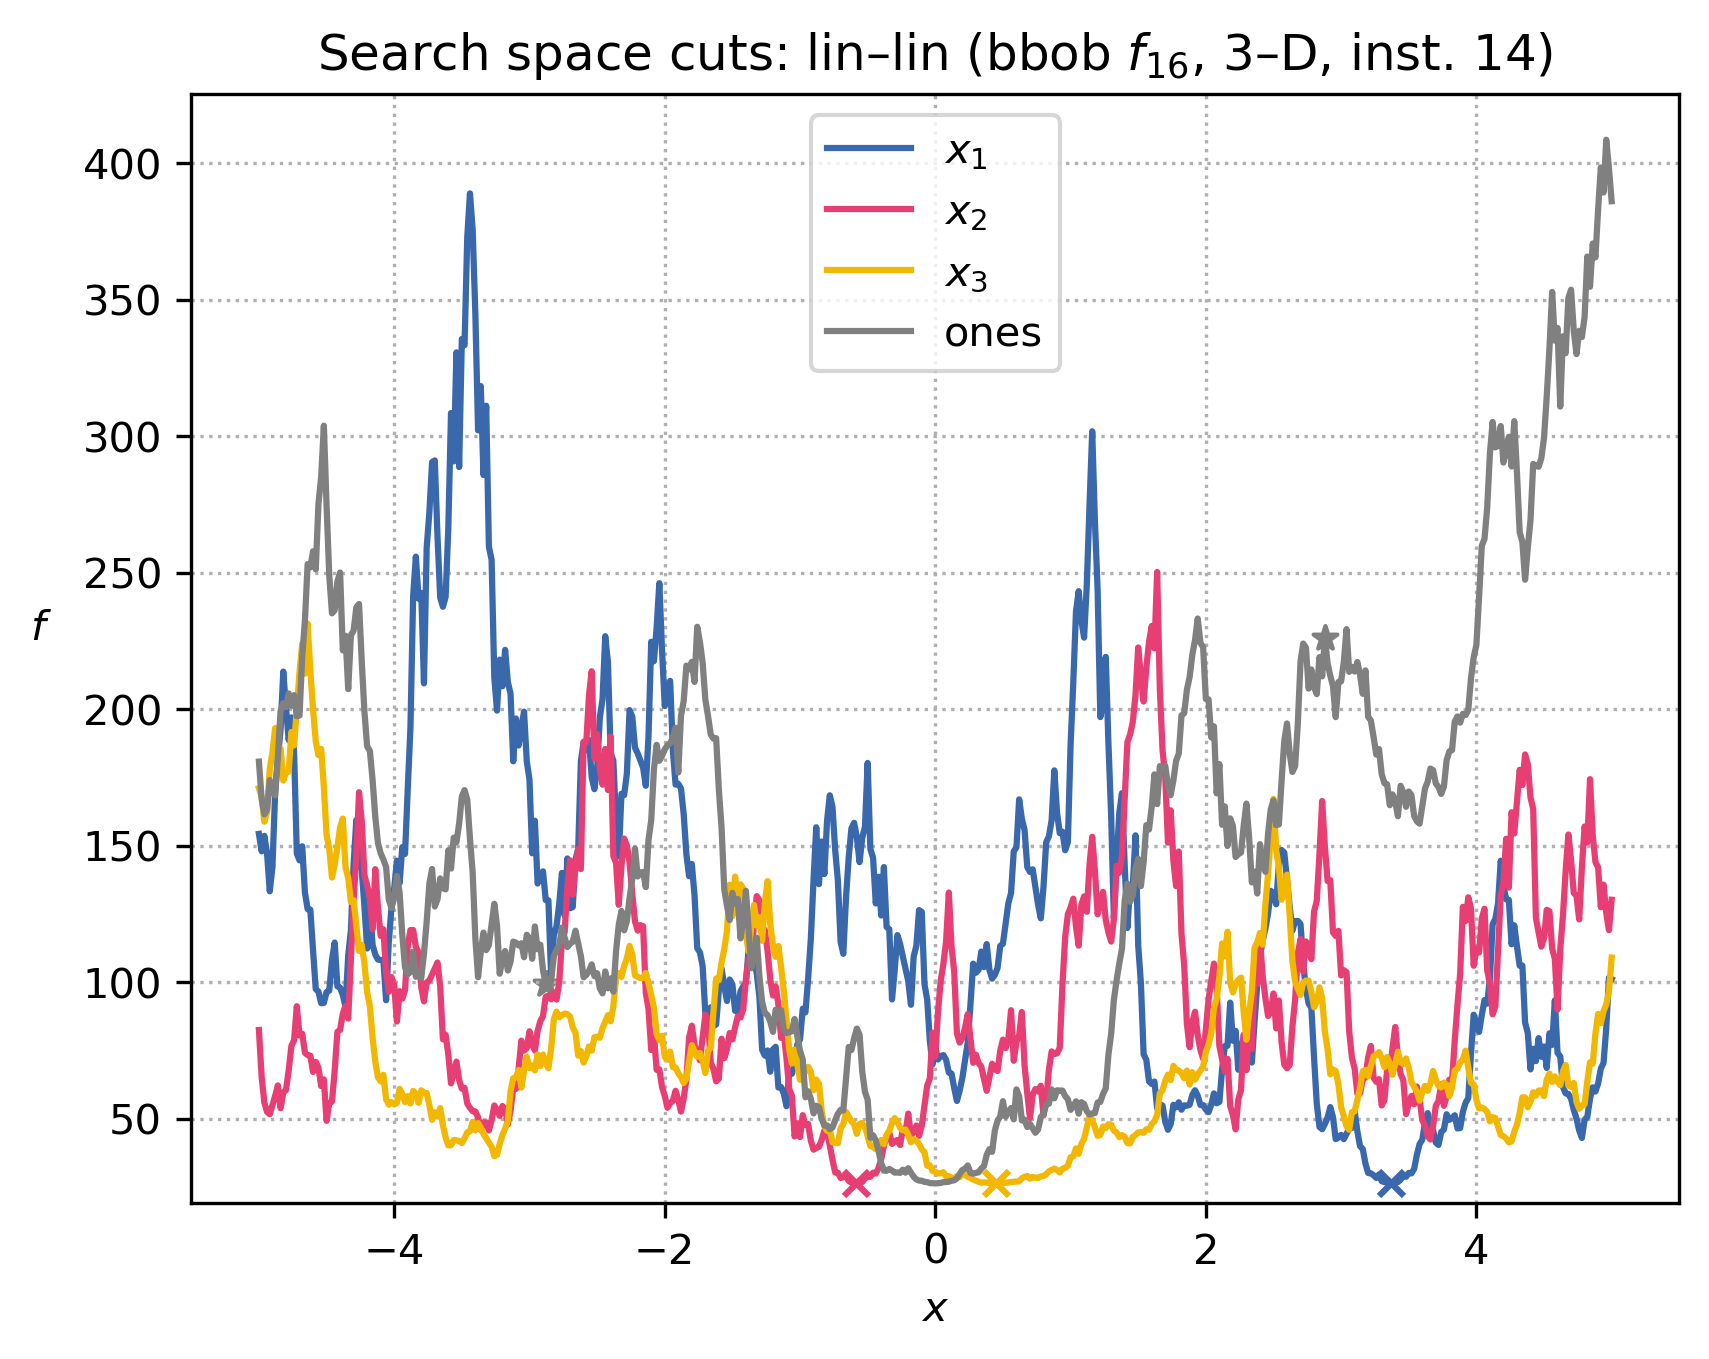 Search space cuts: lin–lin (bbob f₁₆, 3–D, inst. 14)
x₁
x₂
x₃
ones
400
350
300
250
200
150
100
50
f
−4
−2
0
2
4
x